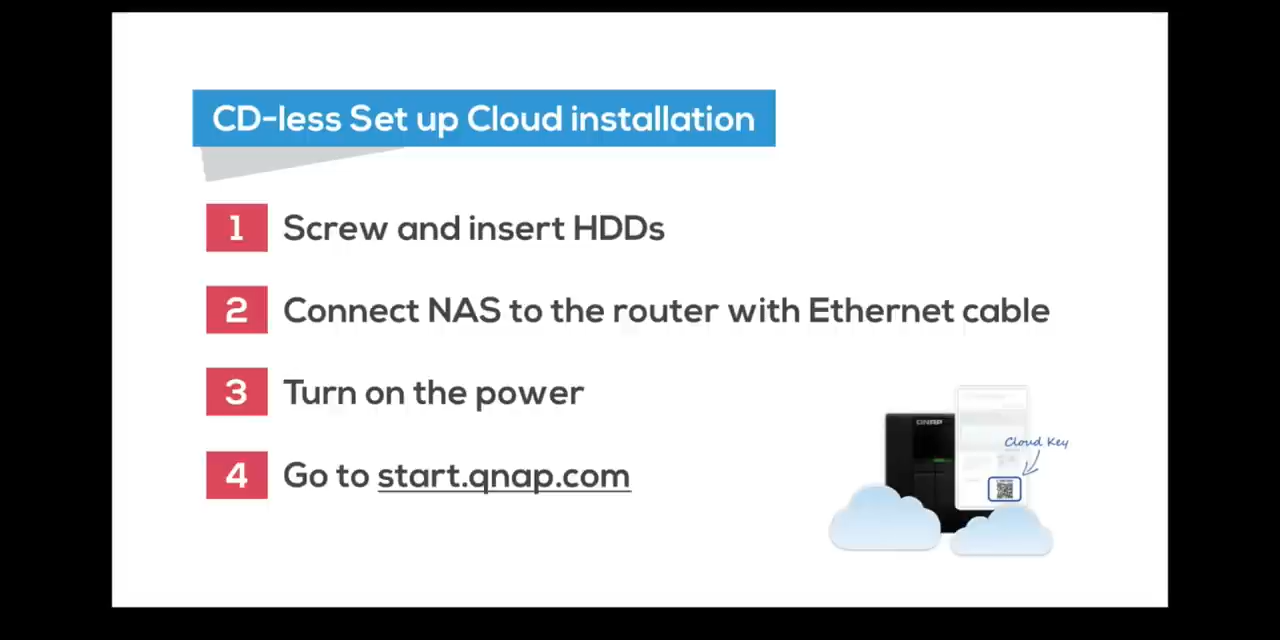 CD-less Set up Cloud installation
1 Screw and insert HDDs
2 Connect NAS to the router with Ethernet cable
3 Turn on the power
4 Go to start.qnap.com
QNAP
Cloud Key